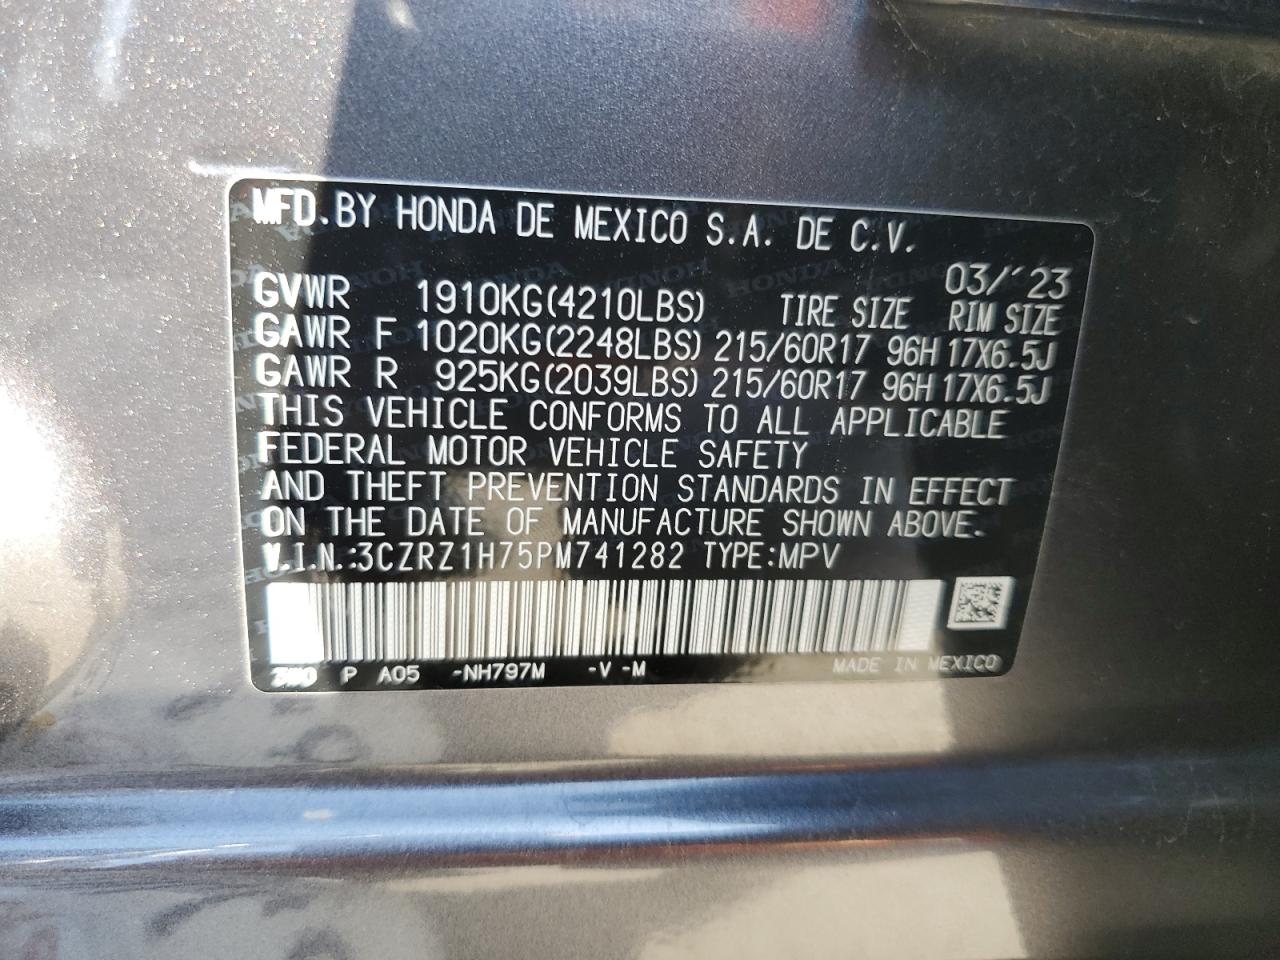 MFD.BY HONDA DE MEXICO S.A. DE C.V.
03/'23
GVWR 1910KG(4210LBS) TIRE SIZE RIM SIZE
GAWR F 1020KG(2248LBS) 215/60R17 96H 17X6.5J
GAWR R 925KG(2039LBS) 215/60R17 96H 17X6.5J
THIS VEHICLE CONFORMS TO ALL APPLICABLE
FEDERAL MOTOR VEHICLE SAFETY
AND THEFT PREVENTION STANDARDS IN EFFECT
ON THE DATE OF MANUFACTURE SHOWN ABOVE.
V.I.N.:3CZRZ1H75PM741282 TYPE:MPV
P A05 -NH797M -V -M MADE IN MEXICO